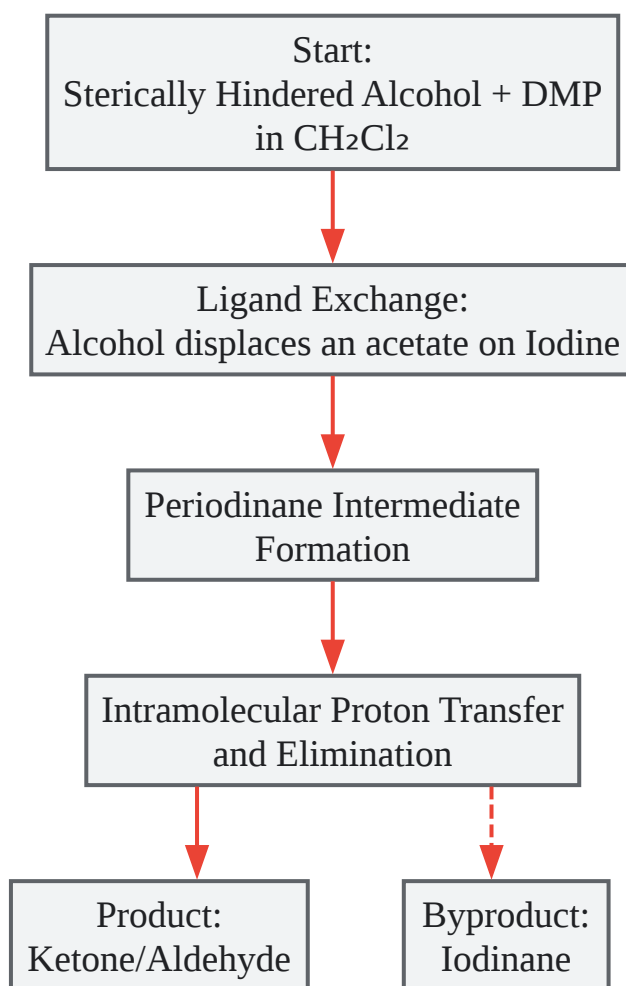 Start:
Sterically Hindered Alcohol + DMP
in CH₂Cl₂
Ligand Exchange:
Alcohol displaces an acetate on Iodine
Periodinane Intermediate
Formation
Intramolecular Proton Transfer
and Elimination
Product:
Ketone/Aldehyde
Byproduct:
Iodinane